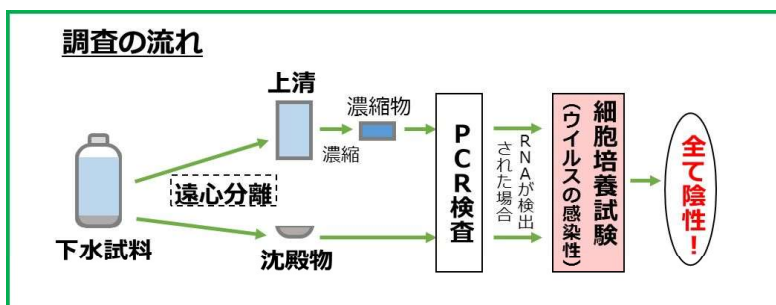 調査の流れ
上清
濃縮物
濃縮
遠心分離
下水試料
沈殿物
PCR検査
RNAが検出
された場合
細胞培養試験
(ウイルスの感染性)
全て陰性!